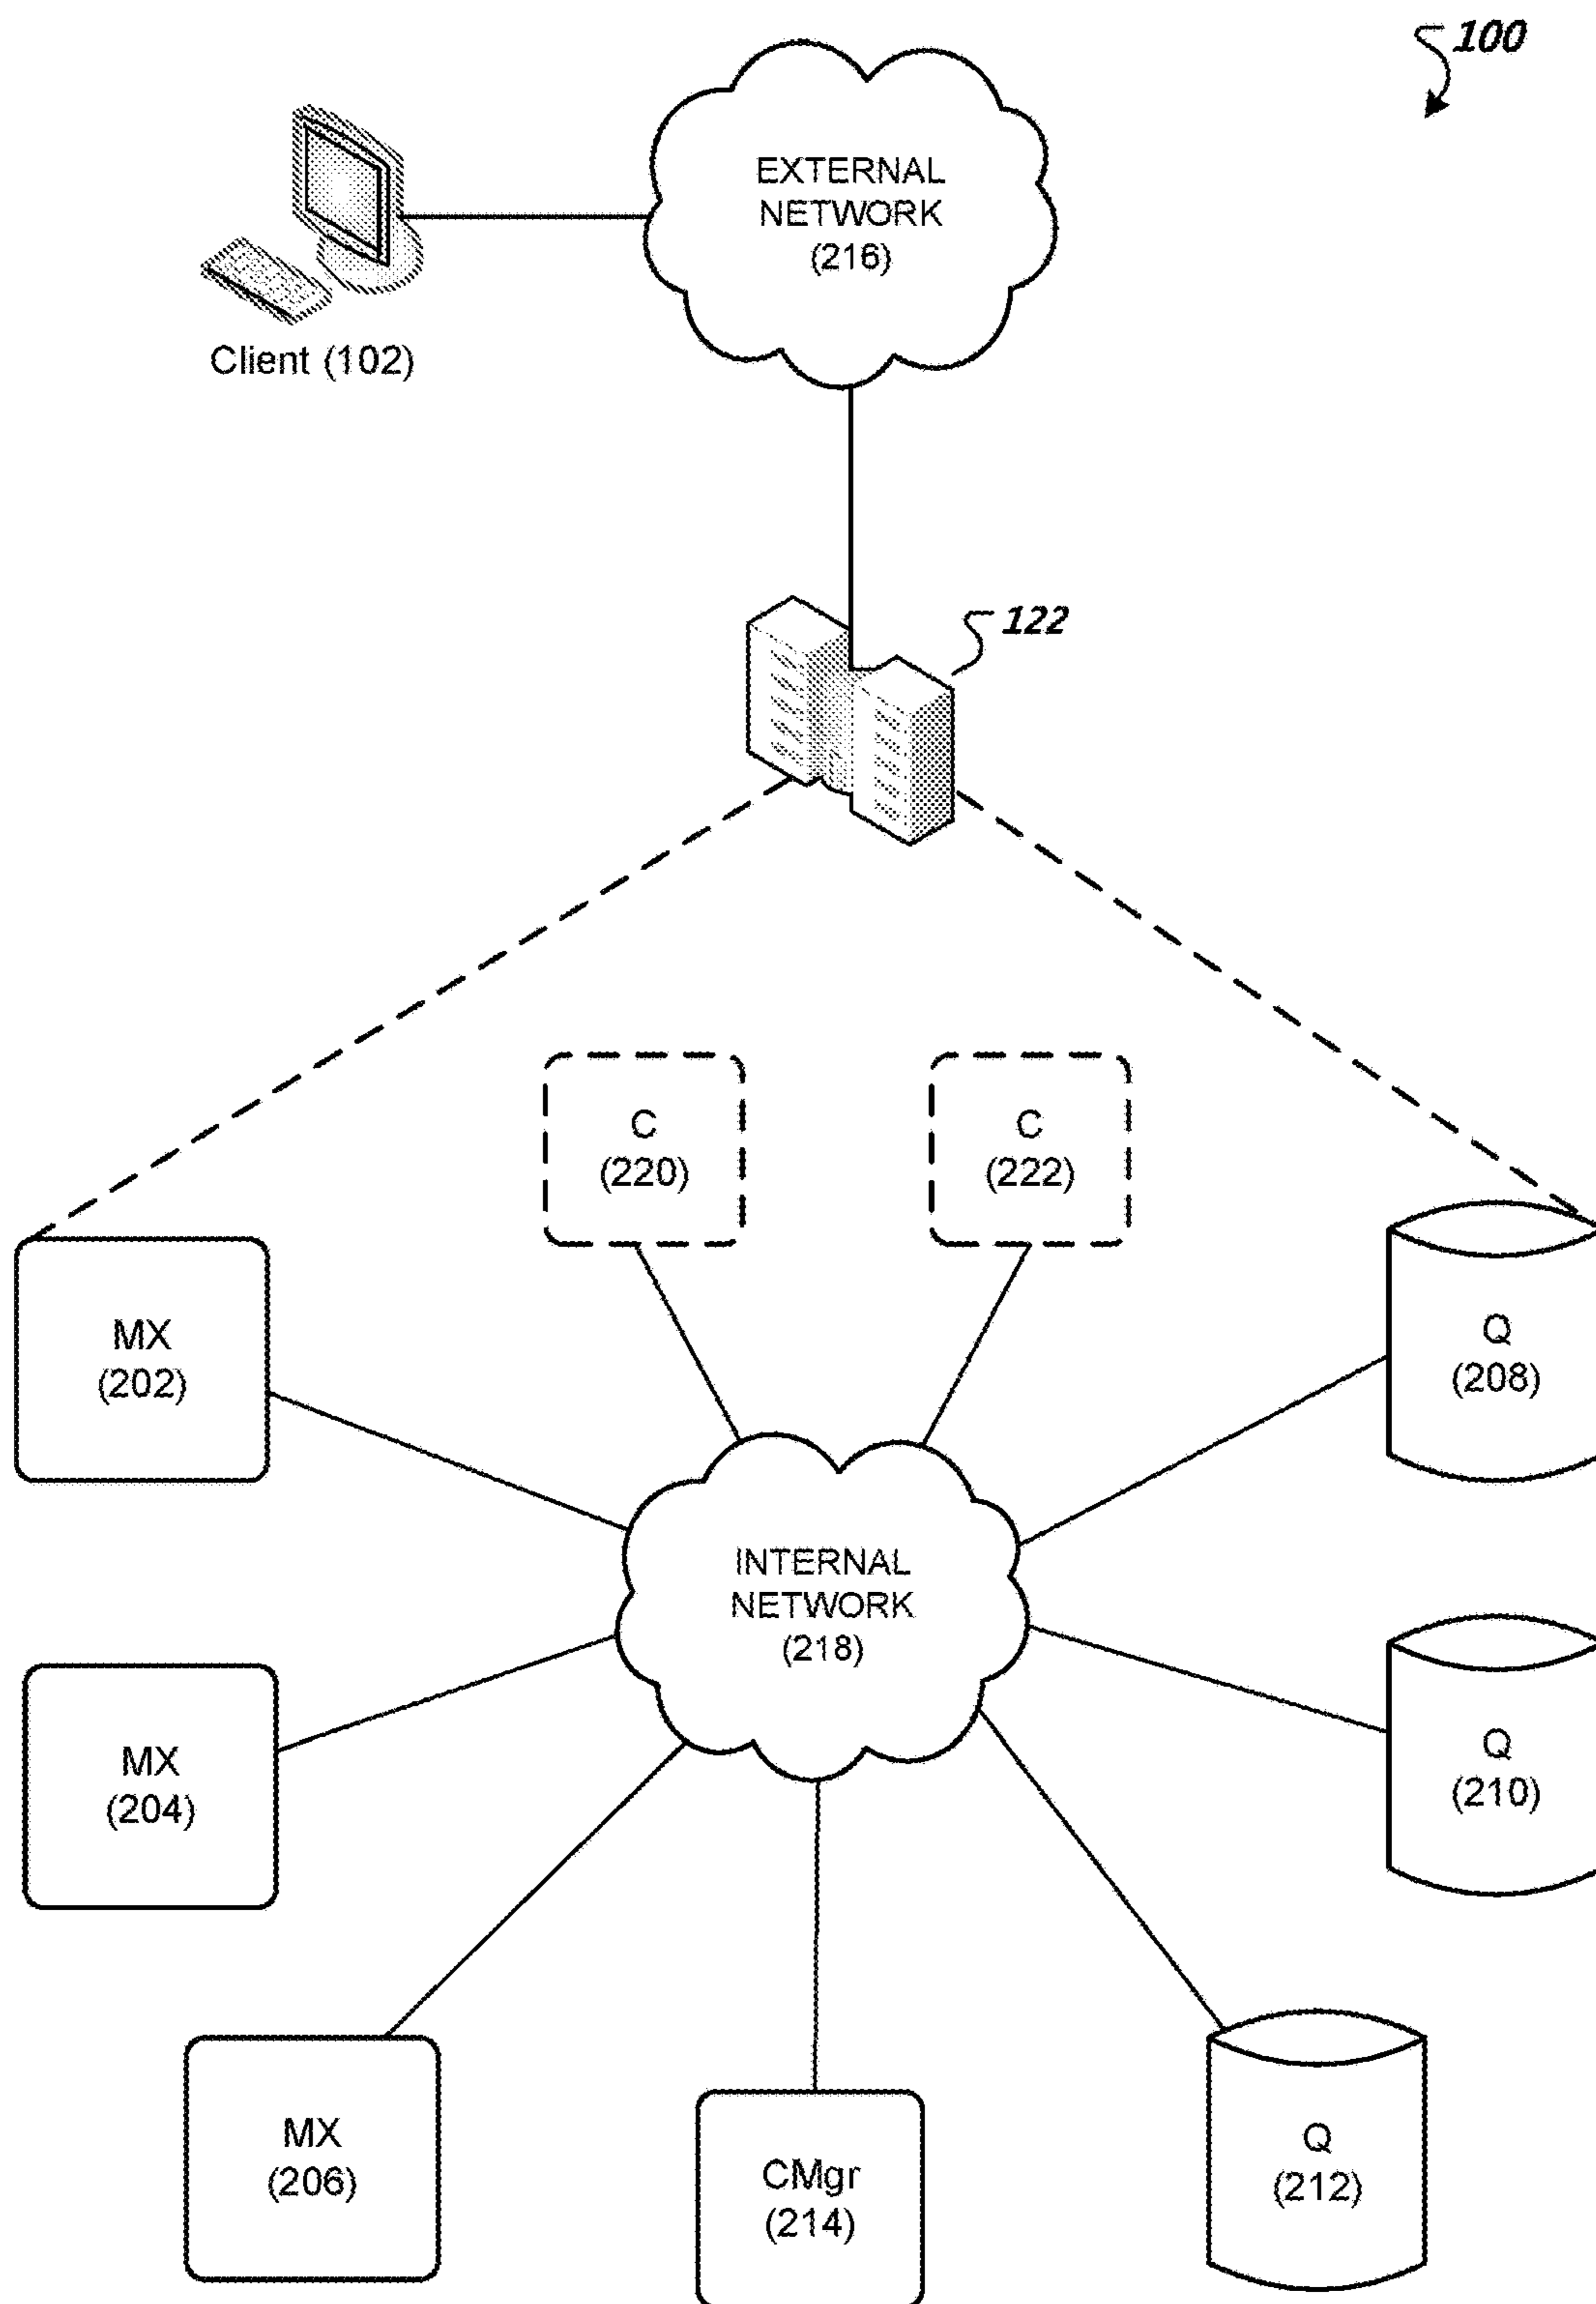 100
EXTERNAL
NETWORK
(216)
Client (102)
122
C
(220)
C
(222)
MX
(202)
Q
(208)
INTERNAL
NETWORK
(218)
MX
(204)
Q
(210)
MX
(206)
CMgr
(214)
Q
(212)